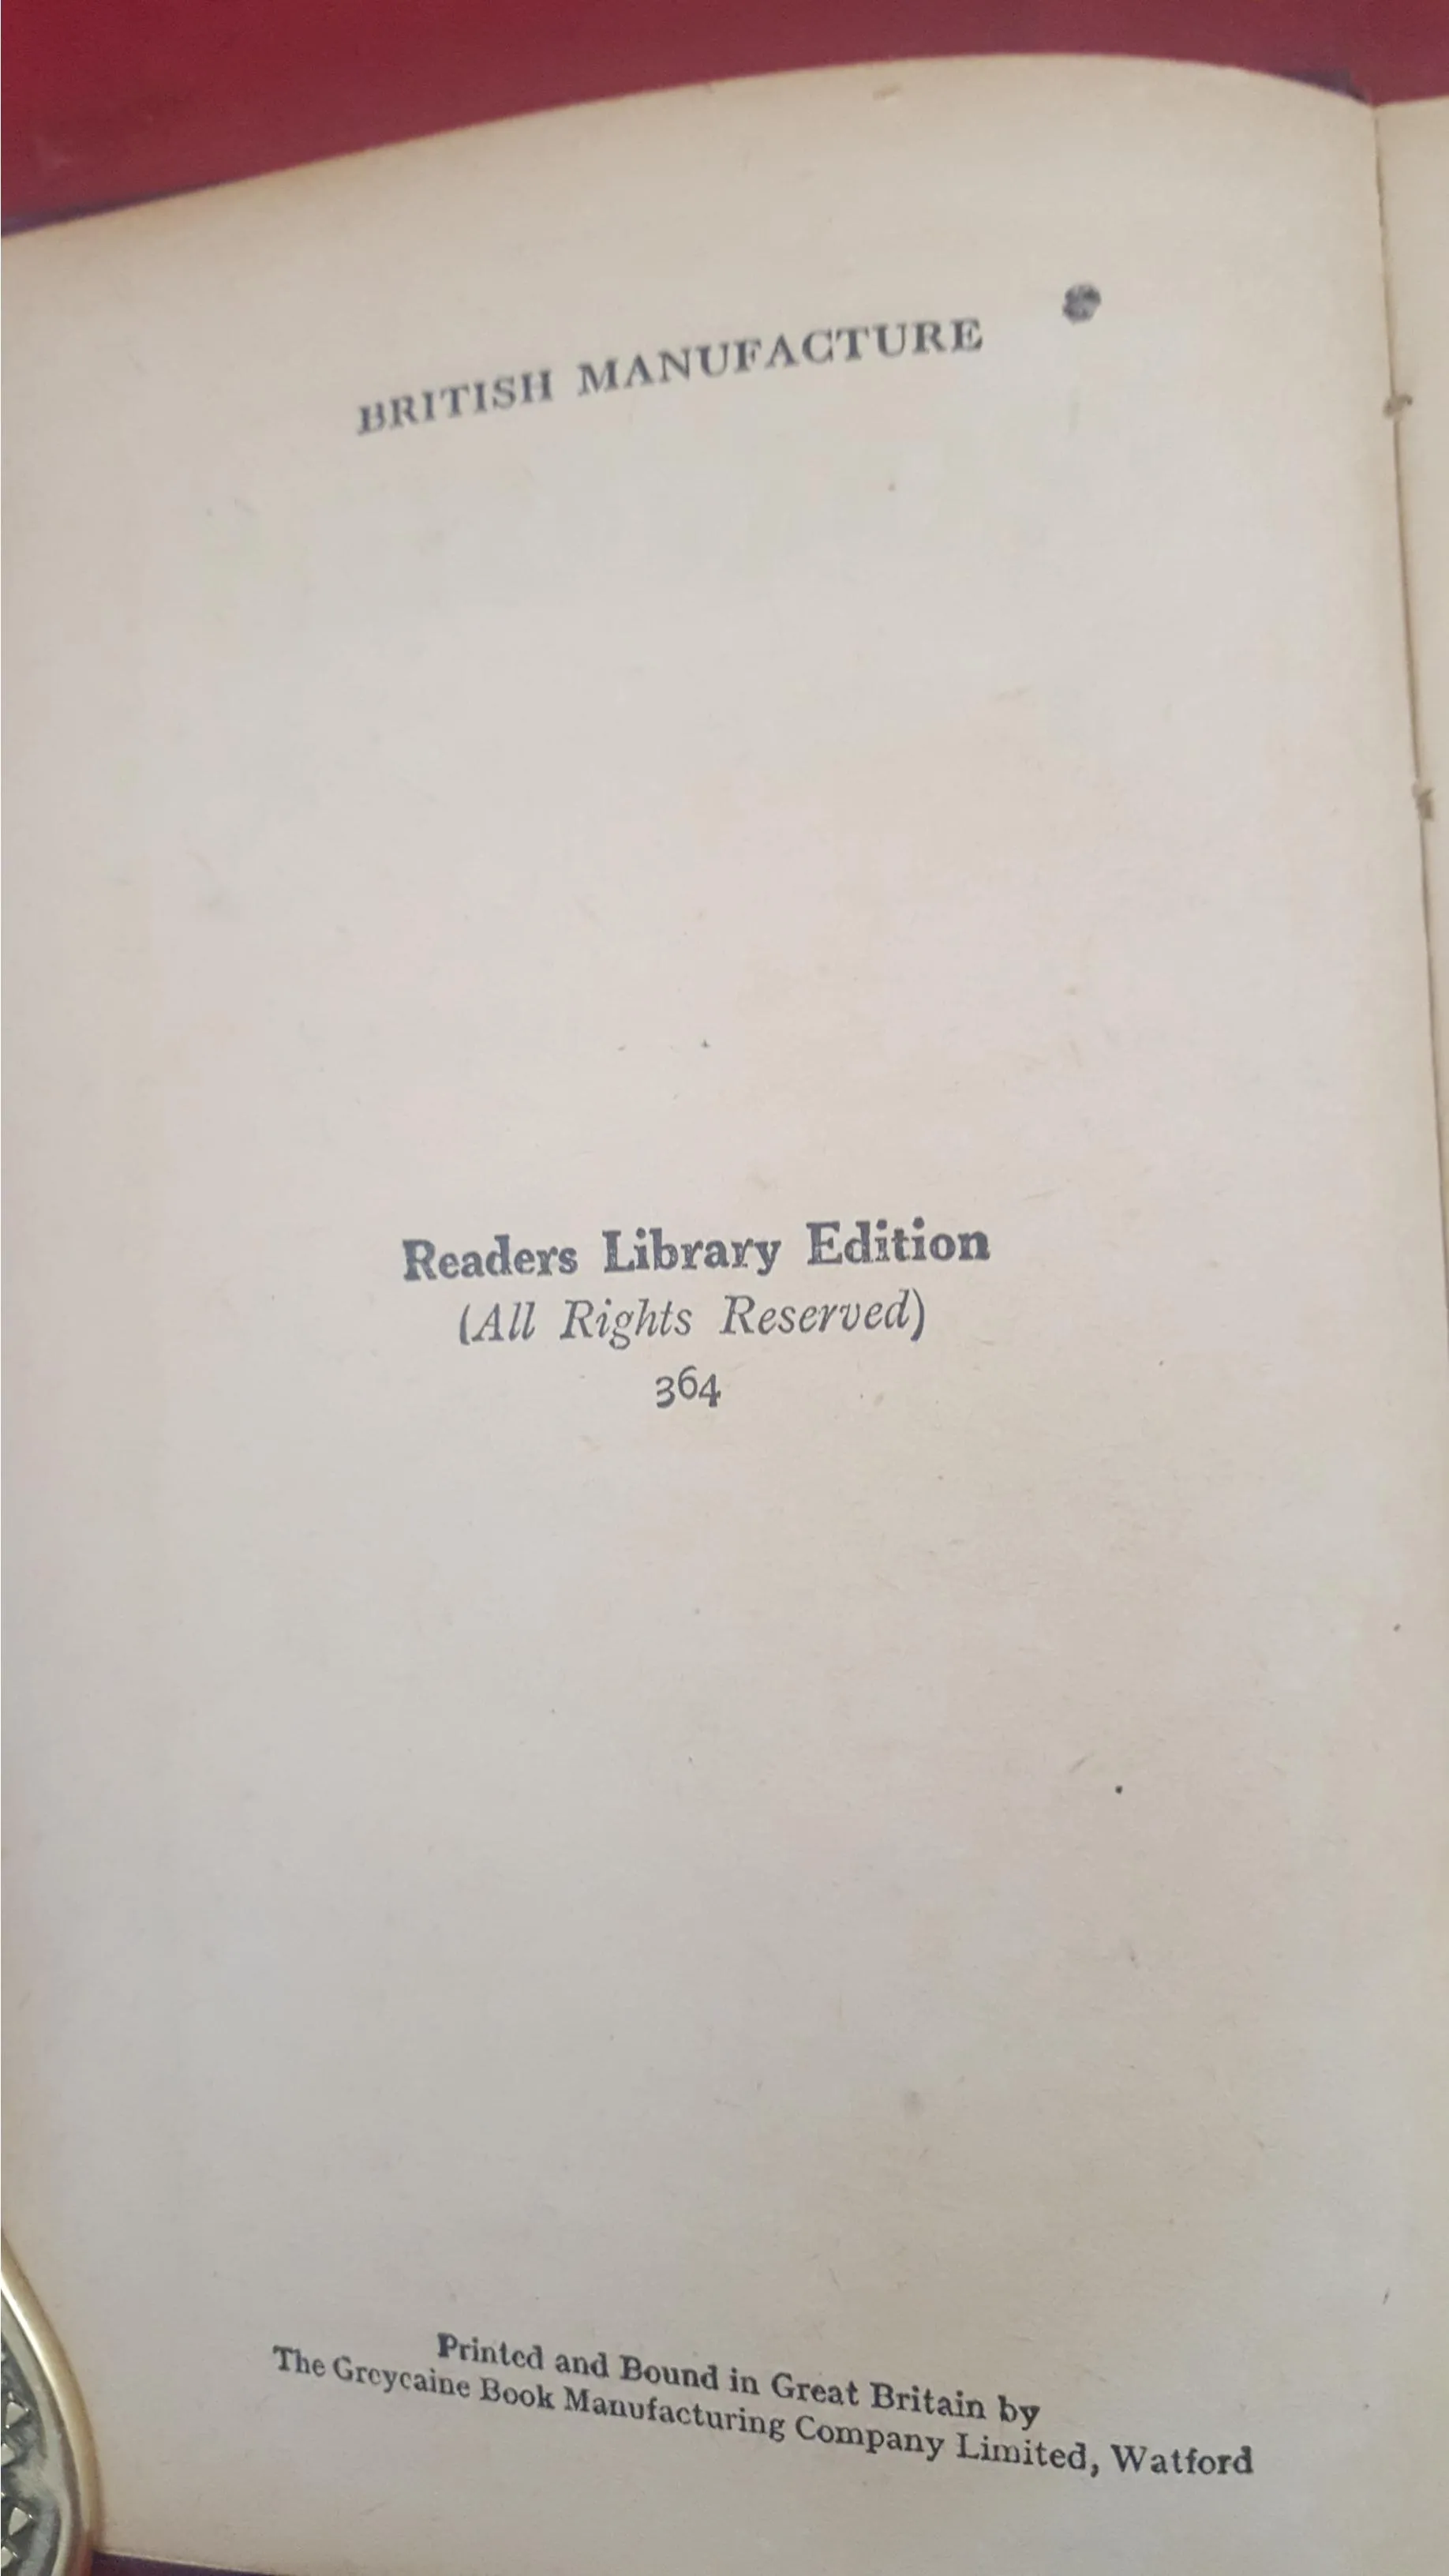 BRITISH MANUFACTURE
Readers Library Edition
(All Rights Reserved)
364
Printed and Bound in Great Britain by
The Greycaine Book Manufacturing Company Limited, Watford